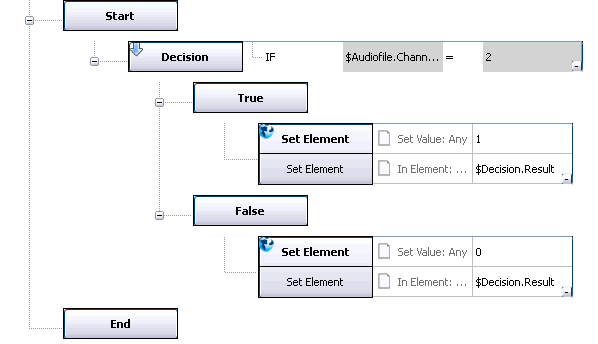 Start
Decision IF $Audiofile.Chann... = 2
True
Set Element Set Value: Any 1
Set Element In Element: ... $Decision.Result
False
Set Element Set Value: Any 0
Set Element In Element: ... $Decision.Result
End